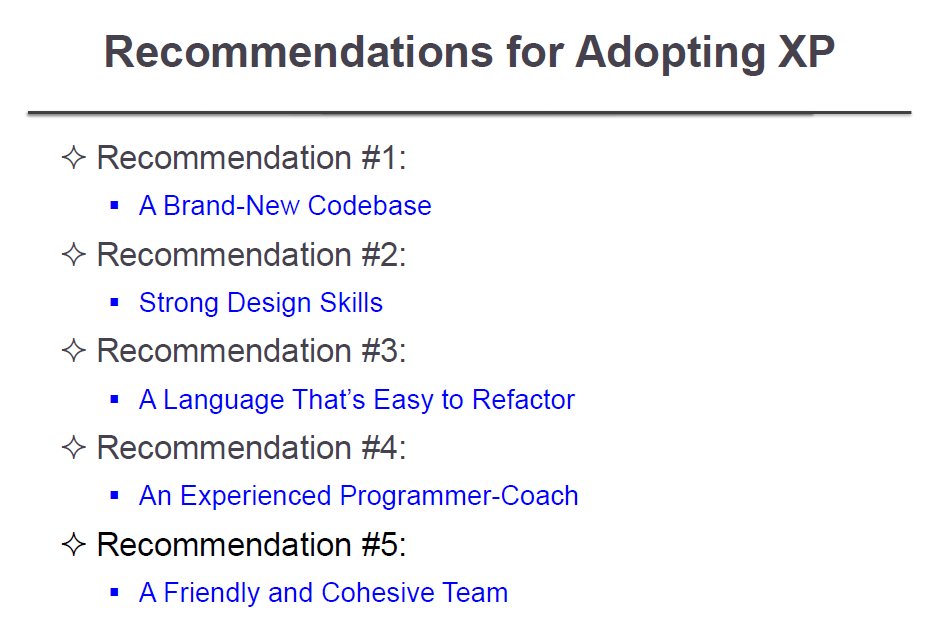 Recommendations for Adopting XP
Recommendation #1:
A Brand-New Codebase
Recommendation #2:
Strong Design Skills
Recommendation #3:
A Language That’s Easy to Refactor
Recommendation #4:
An Experienced Programmer-Coach
Recommendation #5:
A Friendly and Cohesive Team